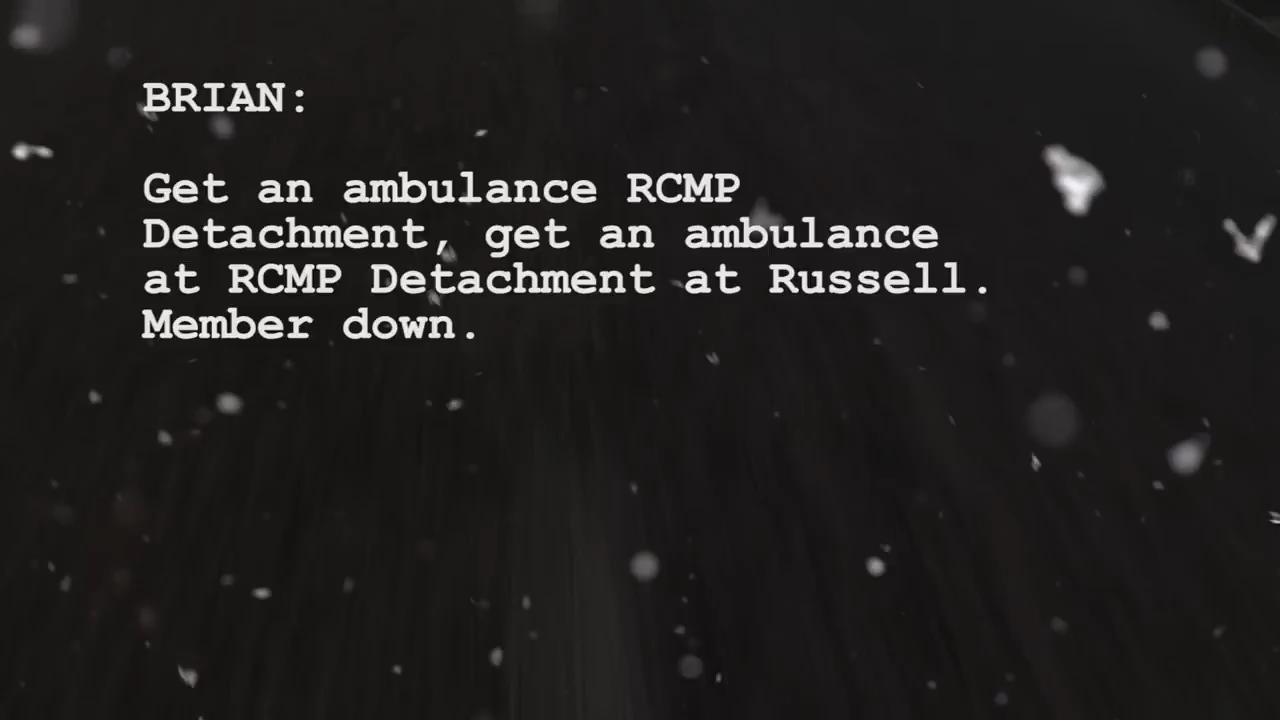 BRIAN:
Get an ambulance RCMP
Detachment, get an ambulance
at RCMP Detachment at Russell.
Member down.